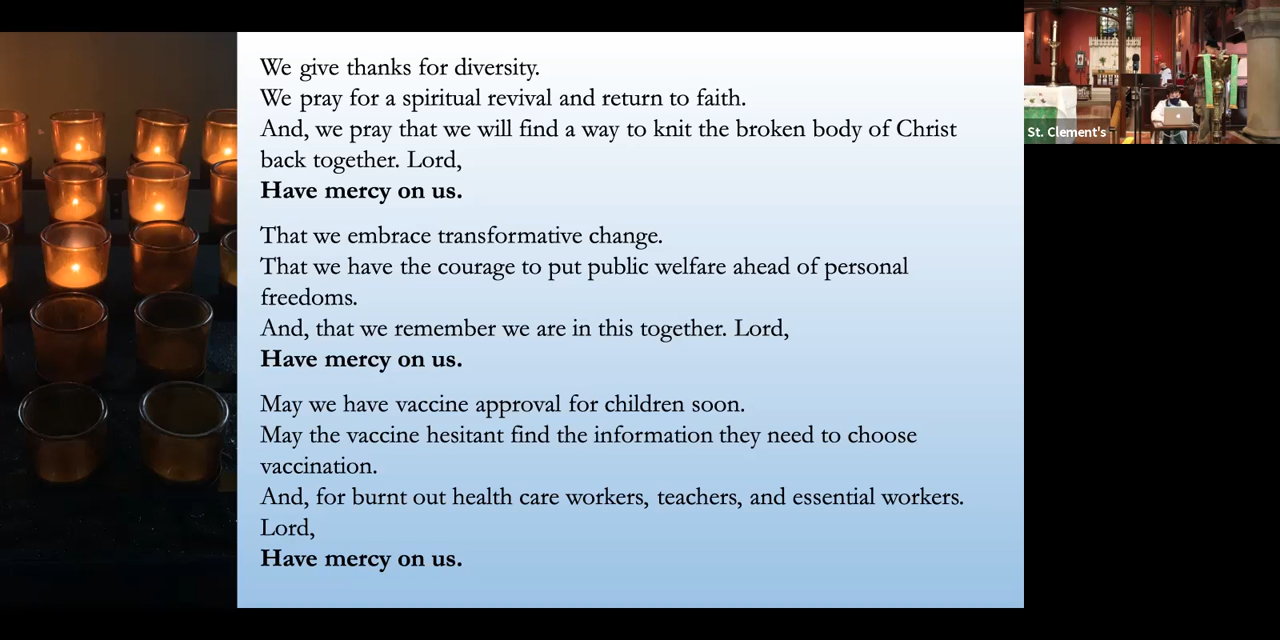 We give thanks for diversity.
We pray for a spiritual revival and return to faith.
And, we pray that we will find a way to knit the broken body of Christ
back together. Lord,
Have mercy on us.
That we embrace transformative change.
That we have the courage to put public welfare ahead of personal
freedoms.
And, that we remember we are in this together. Lord,
Have mercy on us.
May we have vaccine approval for children soon.
May the vaccine hesitant find the information they need to choose
vaccination.
And, for burnt out health care workers, teachers, and essential workers.
Lord,
Have mercy on us.
St. Clement's